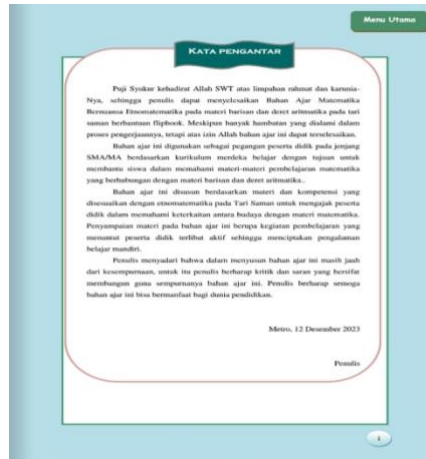 Menu Utama
KATA PENGANTAR
Puji Syukur kehadirat Allah SWT atas limpahan rahmat dan karunia-
Nya, sehingga penulis dapat menyelesaikan Bahan Ajar Matematika
Bernuansa Etnomatematika pada materi barisan dan deret aritmatika pada tari
saman berbantuan flipbook. Meskipun banyak hambatan yang dialami dalam
proses pengerjaannya, tetapi atas izin Allah bahan ajar ini dapat terselesaikan.
Bahan ajar ini digunakan sebagai pegangan peserta didik pada jenjang
SMA/MA berdasarkan kurikulum merdeka belajar dengan tujuan untuk
membantu siswa dalam memahami materi-materi pembelajaran matematika
yang berhubungan dengan materi barisan dan deret aritmatika..
Bahan ajar ini disusun berdasarkan materi dan kompetensi yang
disesuaikan dengan etnomatematika pada Tari Saman untuk mengajak peserta
didik dalam memahami keterkaitan antara budaya dengan materi matematika.
Penyampaian materi pada bahan ajar ini berupa kegiatan pembelajaran yang
menuntut peserta didik terlibat aktif sehingga menciptakan pengalaman
belajar mandiri.
Penulis menyadari bahwa dalam menyusun bahan ajar ini masih jauh
dari kesempurnaan, untuk itu penulis berharap kritik dan saran yang bersifat
membangun guna sempurnanya bahan ajar ini. Penulis berharap semoga
bahan ajar ini bisa bermanfaat bagi dunia pendidikan.
Metro, 12 Desember 2023
Penulis
i